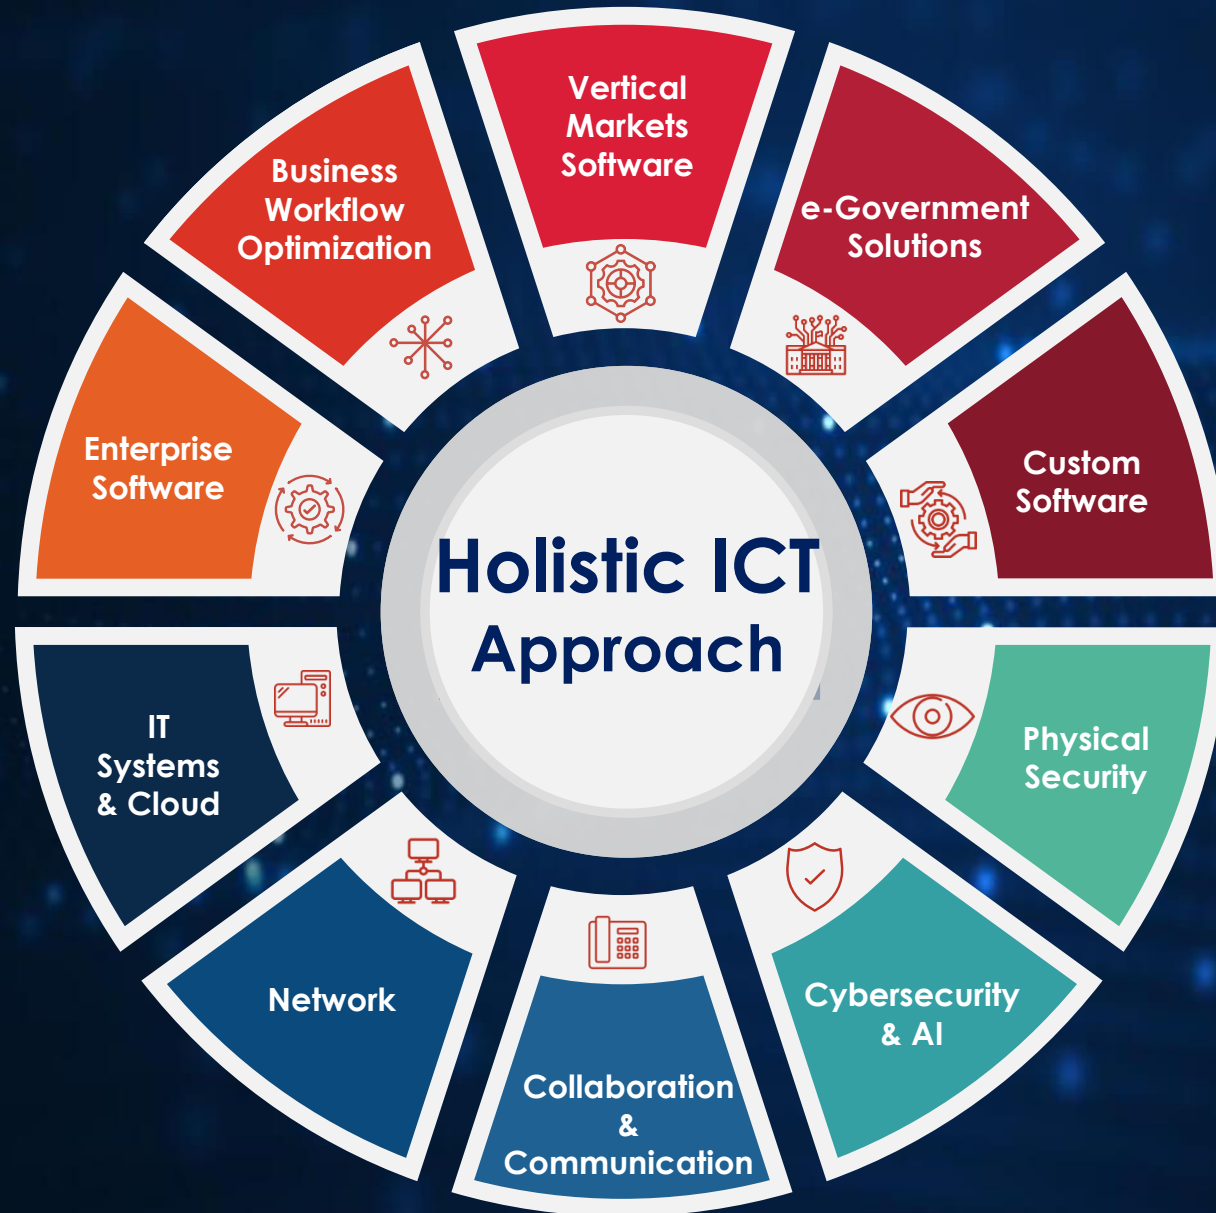 Vertical
Markets
Software
e-Government
Solutions
Custom
Software
Physical
Security
Cybersecurity
& AI
Collaboration
&
Communication
Network
IT
Systems
& Cloud
Enterprise
Software
Business
Workflow
Optimization
Holistic ICT
Approach